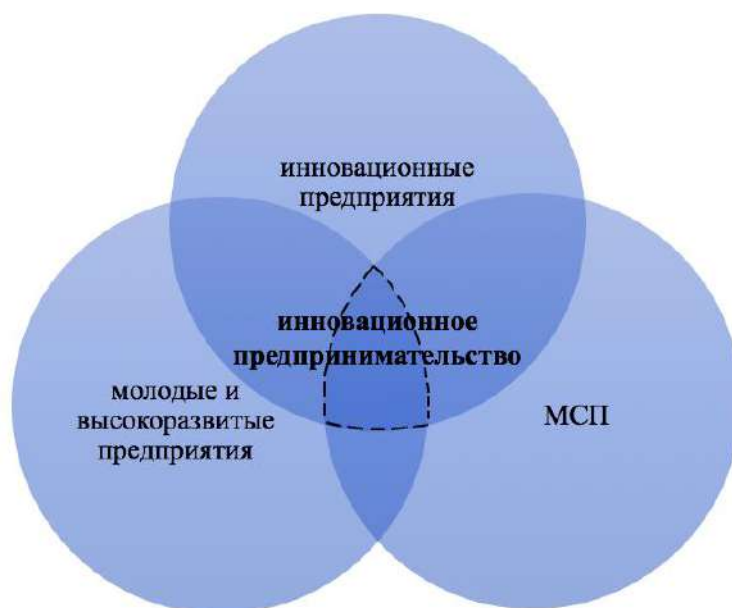 инновационные
предприятия
инновационное
предпринимательство
молодые и
высокоразвитые
предприятия
МСП